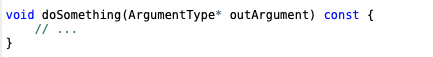 void doSomething(ArgumentType* outArgument) const {
    // ...
}